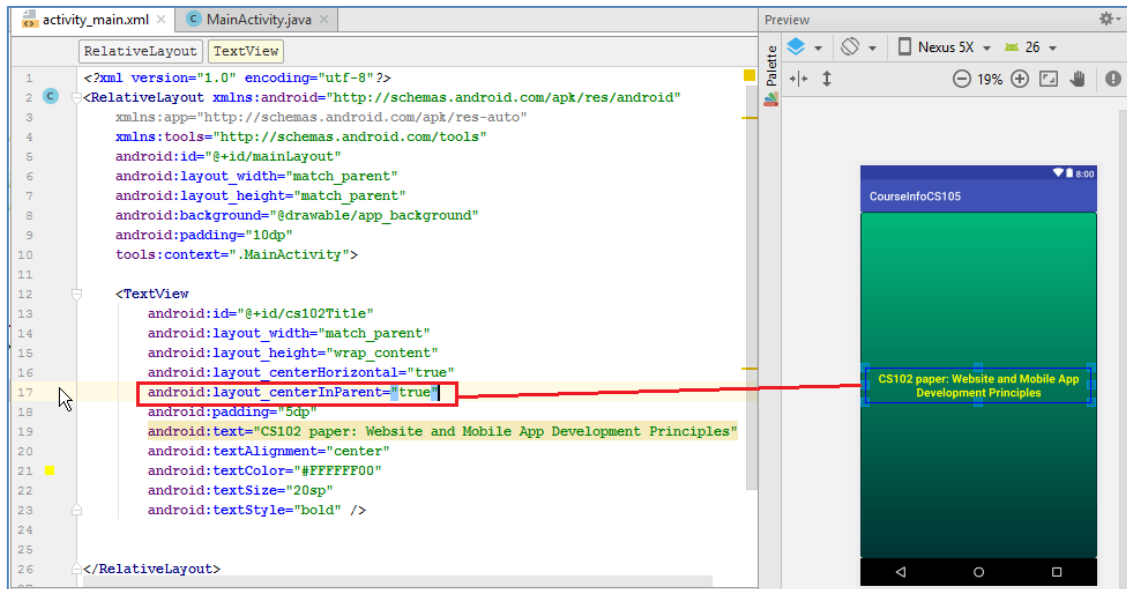 activity_main.xml
MainActivity.java
RelativeLayout TextView
1 <?xml version="1.0" encoding="utf-8"?>
2 <RelativeLayout xmlns:android="http://schemas.android.com/apk/res/android"
3 xmlns:app="http://schemas.android.com/apk/res-auto"
4 xmlns:tools="http://schemas.android.com/tools"
5 android:id="@+id/mainLayout"
6 android:layout_width="match_parent"
7 android:layout_height="match_parent"
8 android:background="@drawable/app_background"
9 android:padding="10dp"
10 tools:context=".MainActivity">
11
12 <TextView
13 android:id="@+id/cs102Title"
14 android:layout_width="match_parent"
15 android:layout_height="wrap_content"
16 android:layout_centerHorizontal="true"
17 android:layout_centerInParent="true"
18 android:padding="5dp"
19 android:text="CS102 paper: Website and Mobile App Development Principles"
20 android:textAlignment="center"
21 android:textColor="#FFFFFF00"
22 android:textSize="20sp"
23 android:textStyle="bold" />
24
25
26 </RelativeLayout>
Preview
Palette
Nexus 5X 26
19%
8:00
CourseInfoCS105
CS102 paper: Website and Mobile App
Development Principles